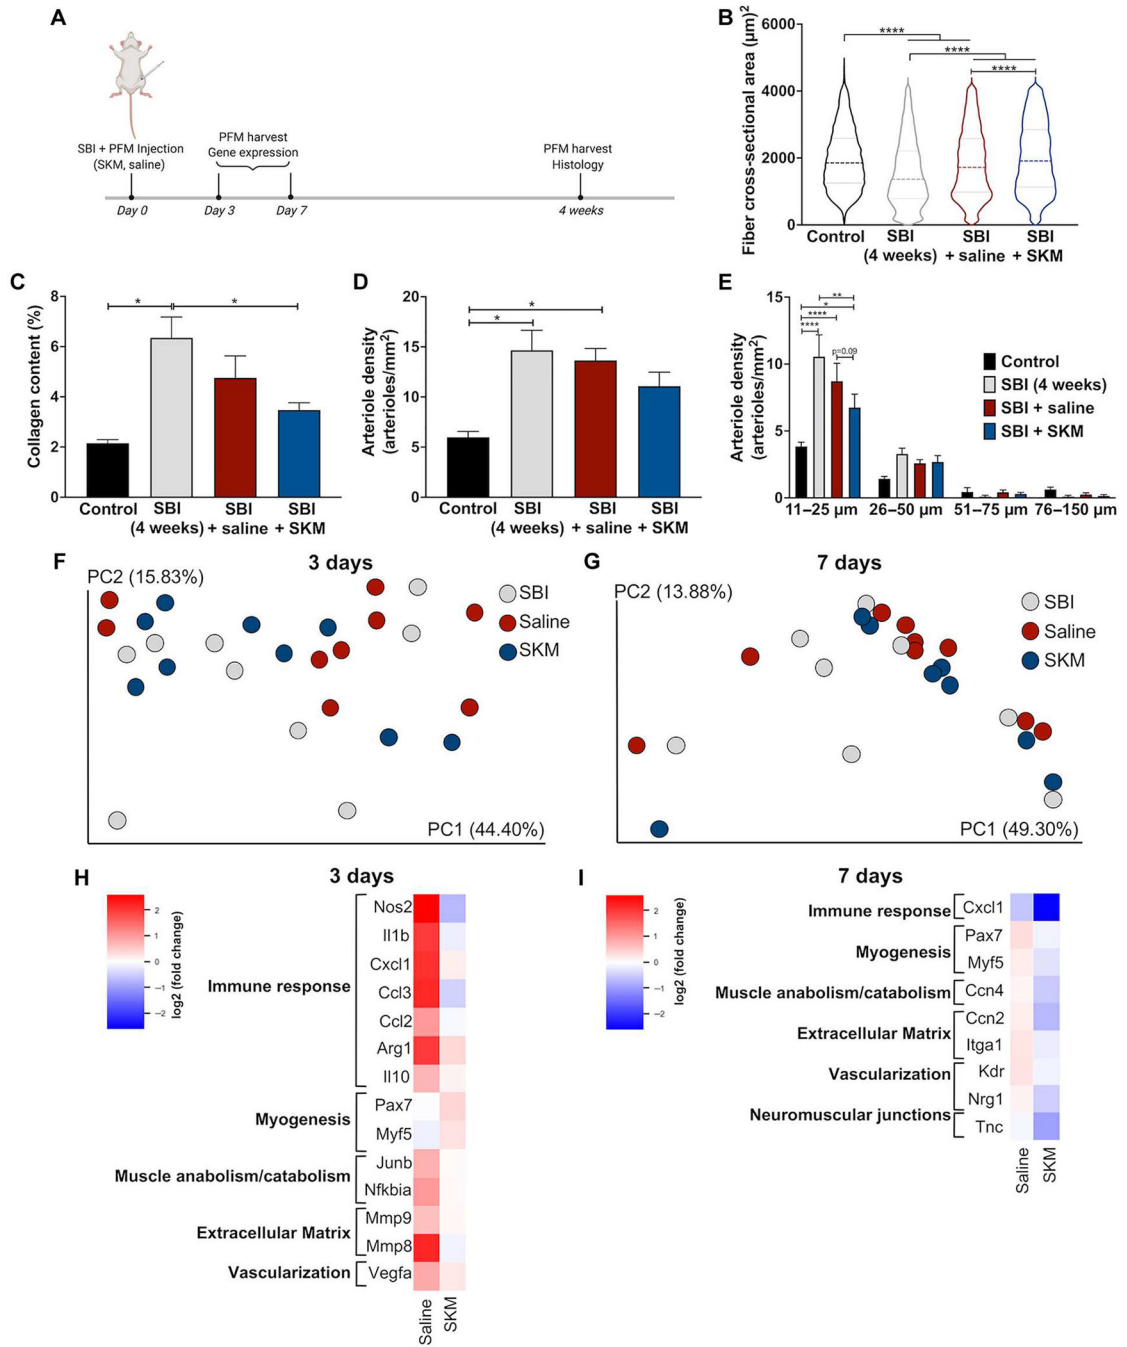 A
SBI + PFM Injection
(SKM, saline)
PFM harvest
Gene expression
PFM harvest
Histology
Day 0
Day 3
Day 7
4 weeks
B
Fiber cross-sectional area (µm)2
6000
4000
2000
0
****
****
****
Control
SBI
(4 weeks)
SBI
+ saline
SBI
+ SKM
C
Collagen content (%)
8
6
4
2
0
*
*
Control
SBI
(4 weeks)
SBI
+ saline
SBI
+ SKM
D
Arteriole density
(arterioles/mm2)
20
15
10
5
0
*
*
Control
SBI
(4 weeks)
SBI
+ saline
SBI
+ SKM
E
Arteriole density
(arterioles/mm2)
15
10
5
0
**
*
****
****
p=0.09
11–25 µm
26–50 µm
51–75 µm
76–150 µm
Control
SBI (4 weeks)
SBI + saline
SBI + SKM
F
3 days
PC2 (15.83%)
PC1 (44.40%)
SBI
Saline
SKM
G
7 days
PC2 (13.88%)
PC1 (49.30%)
SBI
Saline
SKM
H
3 days
2
1
0
−1
−2
log2 (fold change)
Immune response
Nos2
Il1b
Cxcl1
Ccl3
Ccl2
Arg1
Il10
Myogenesis
Pax7
Myf5
Muscle anabolism/catabolism
Junb
Nfkbia
Extracellular Matrix
Mmp9
Mmp8
Vascularization
Vegfa
Saline
SKM
I
7 days
2
1
0
−1
−2
log2 (fold change)
Immune response
Cxcl1
Myogenesis
Pax7
Myf5
Muscle anabolism/catabolism
Ccn4
Extracellular Matrix
Ccn2
Itga1
Vascularization
Kdr
Nrg1
Neuromuscular junctions
Tnc
Saline
SKM